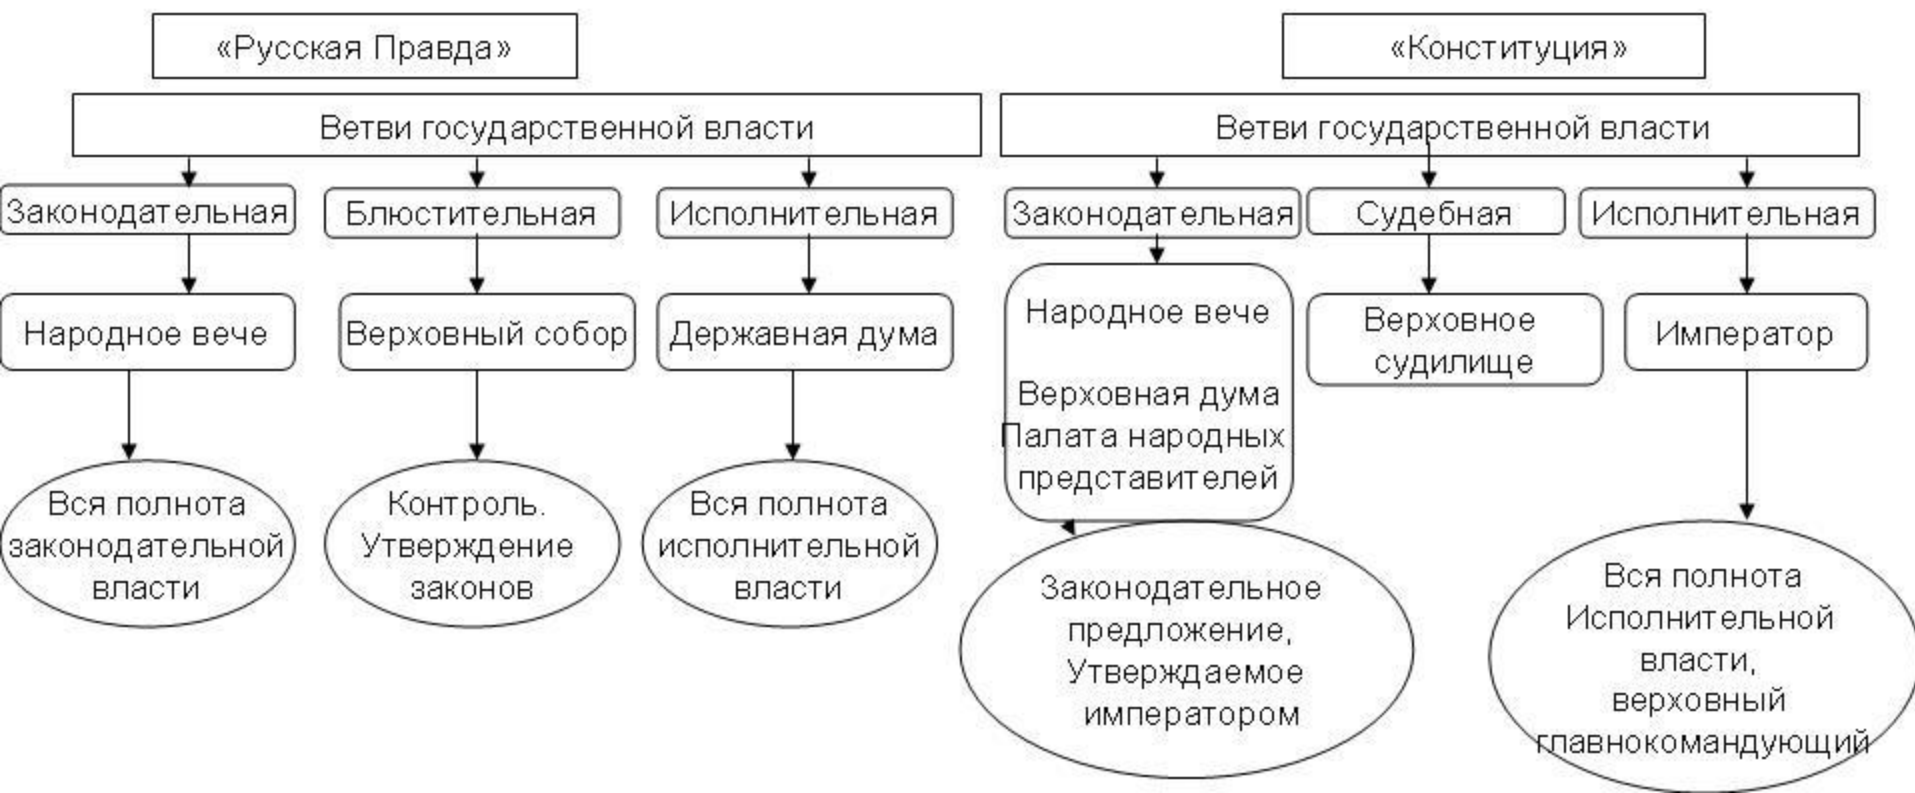 «Русская Правда»
Ветви государственной власти
Законодательная
Блюстительная
Исполнительная
Народное вече
Верховный собор
Державная дума
Вся полнота
законодательной
власти
Контроль.
Утверждение
законов
Вся полнота
исполнительной
власти
«Конституция»
Ветви государственной власти
Законодательная
Судебная
Исполнительная
Народное вече
Верховная дума
Палата народных
представителей
Верховное
судилище
Император
Законодательное
предложение,
Утверждаемое
императором
Вся полнота
Исполнительной
власти,
верховный
главнокомандующий